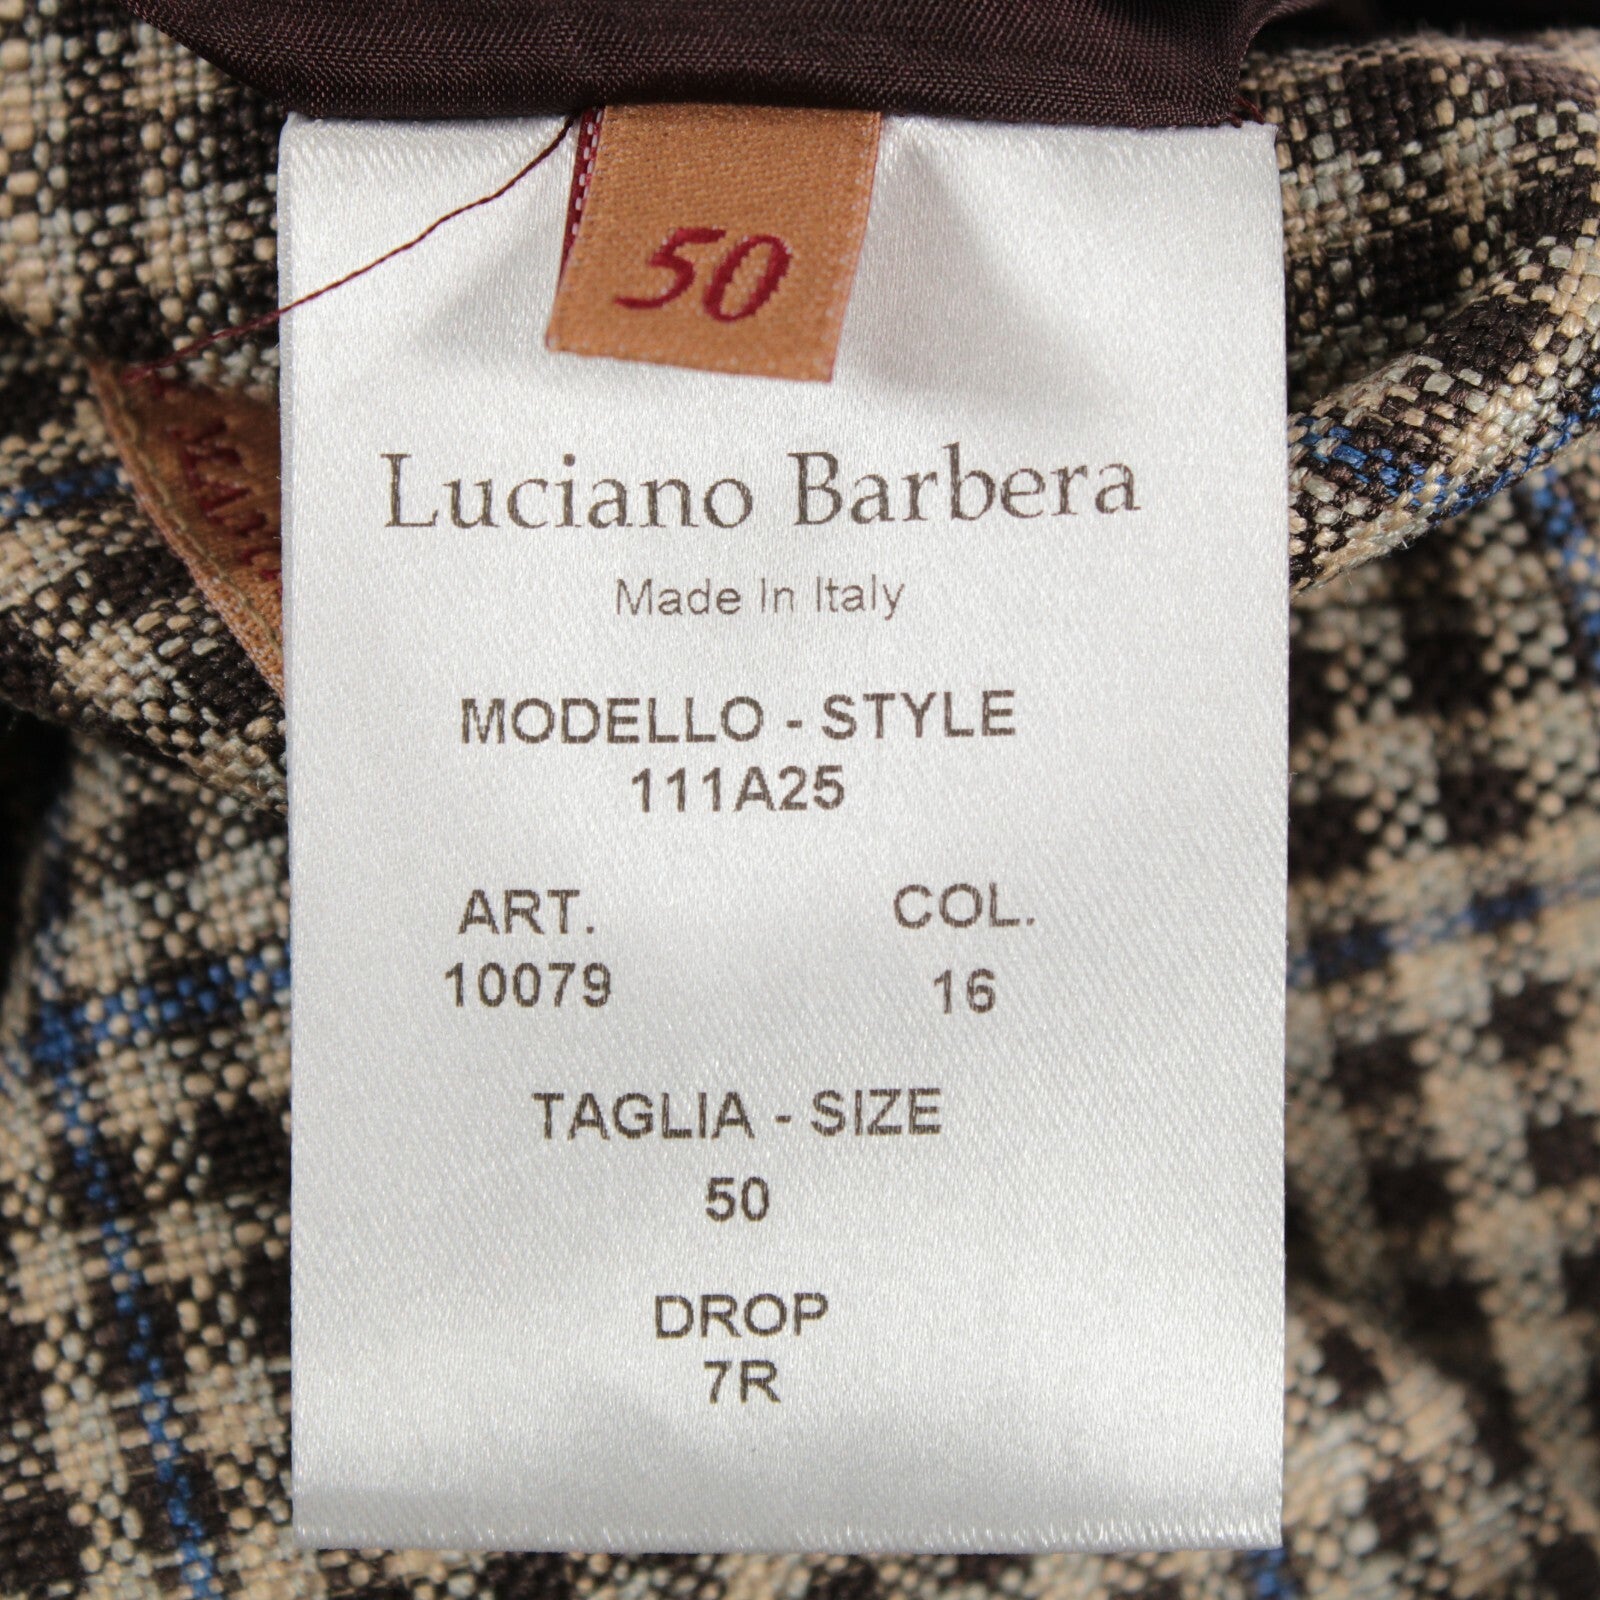 50
Luciano Barbera
Made In Italy
MODELLO - STYLE
111A25
ART. COL.
10079 16
TAGLIA - SIZE
50
DROP
7R